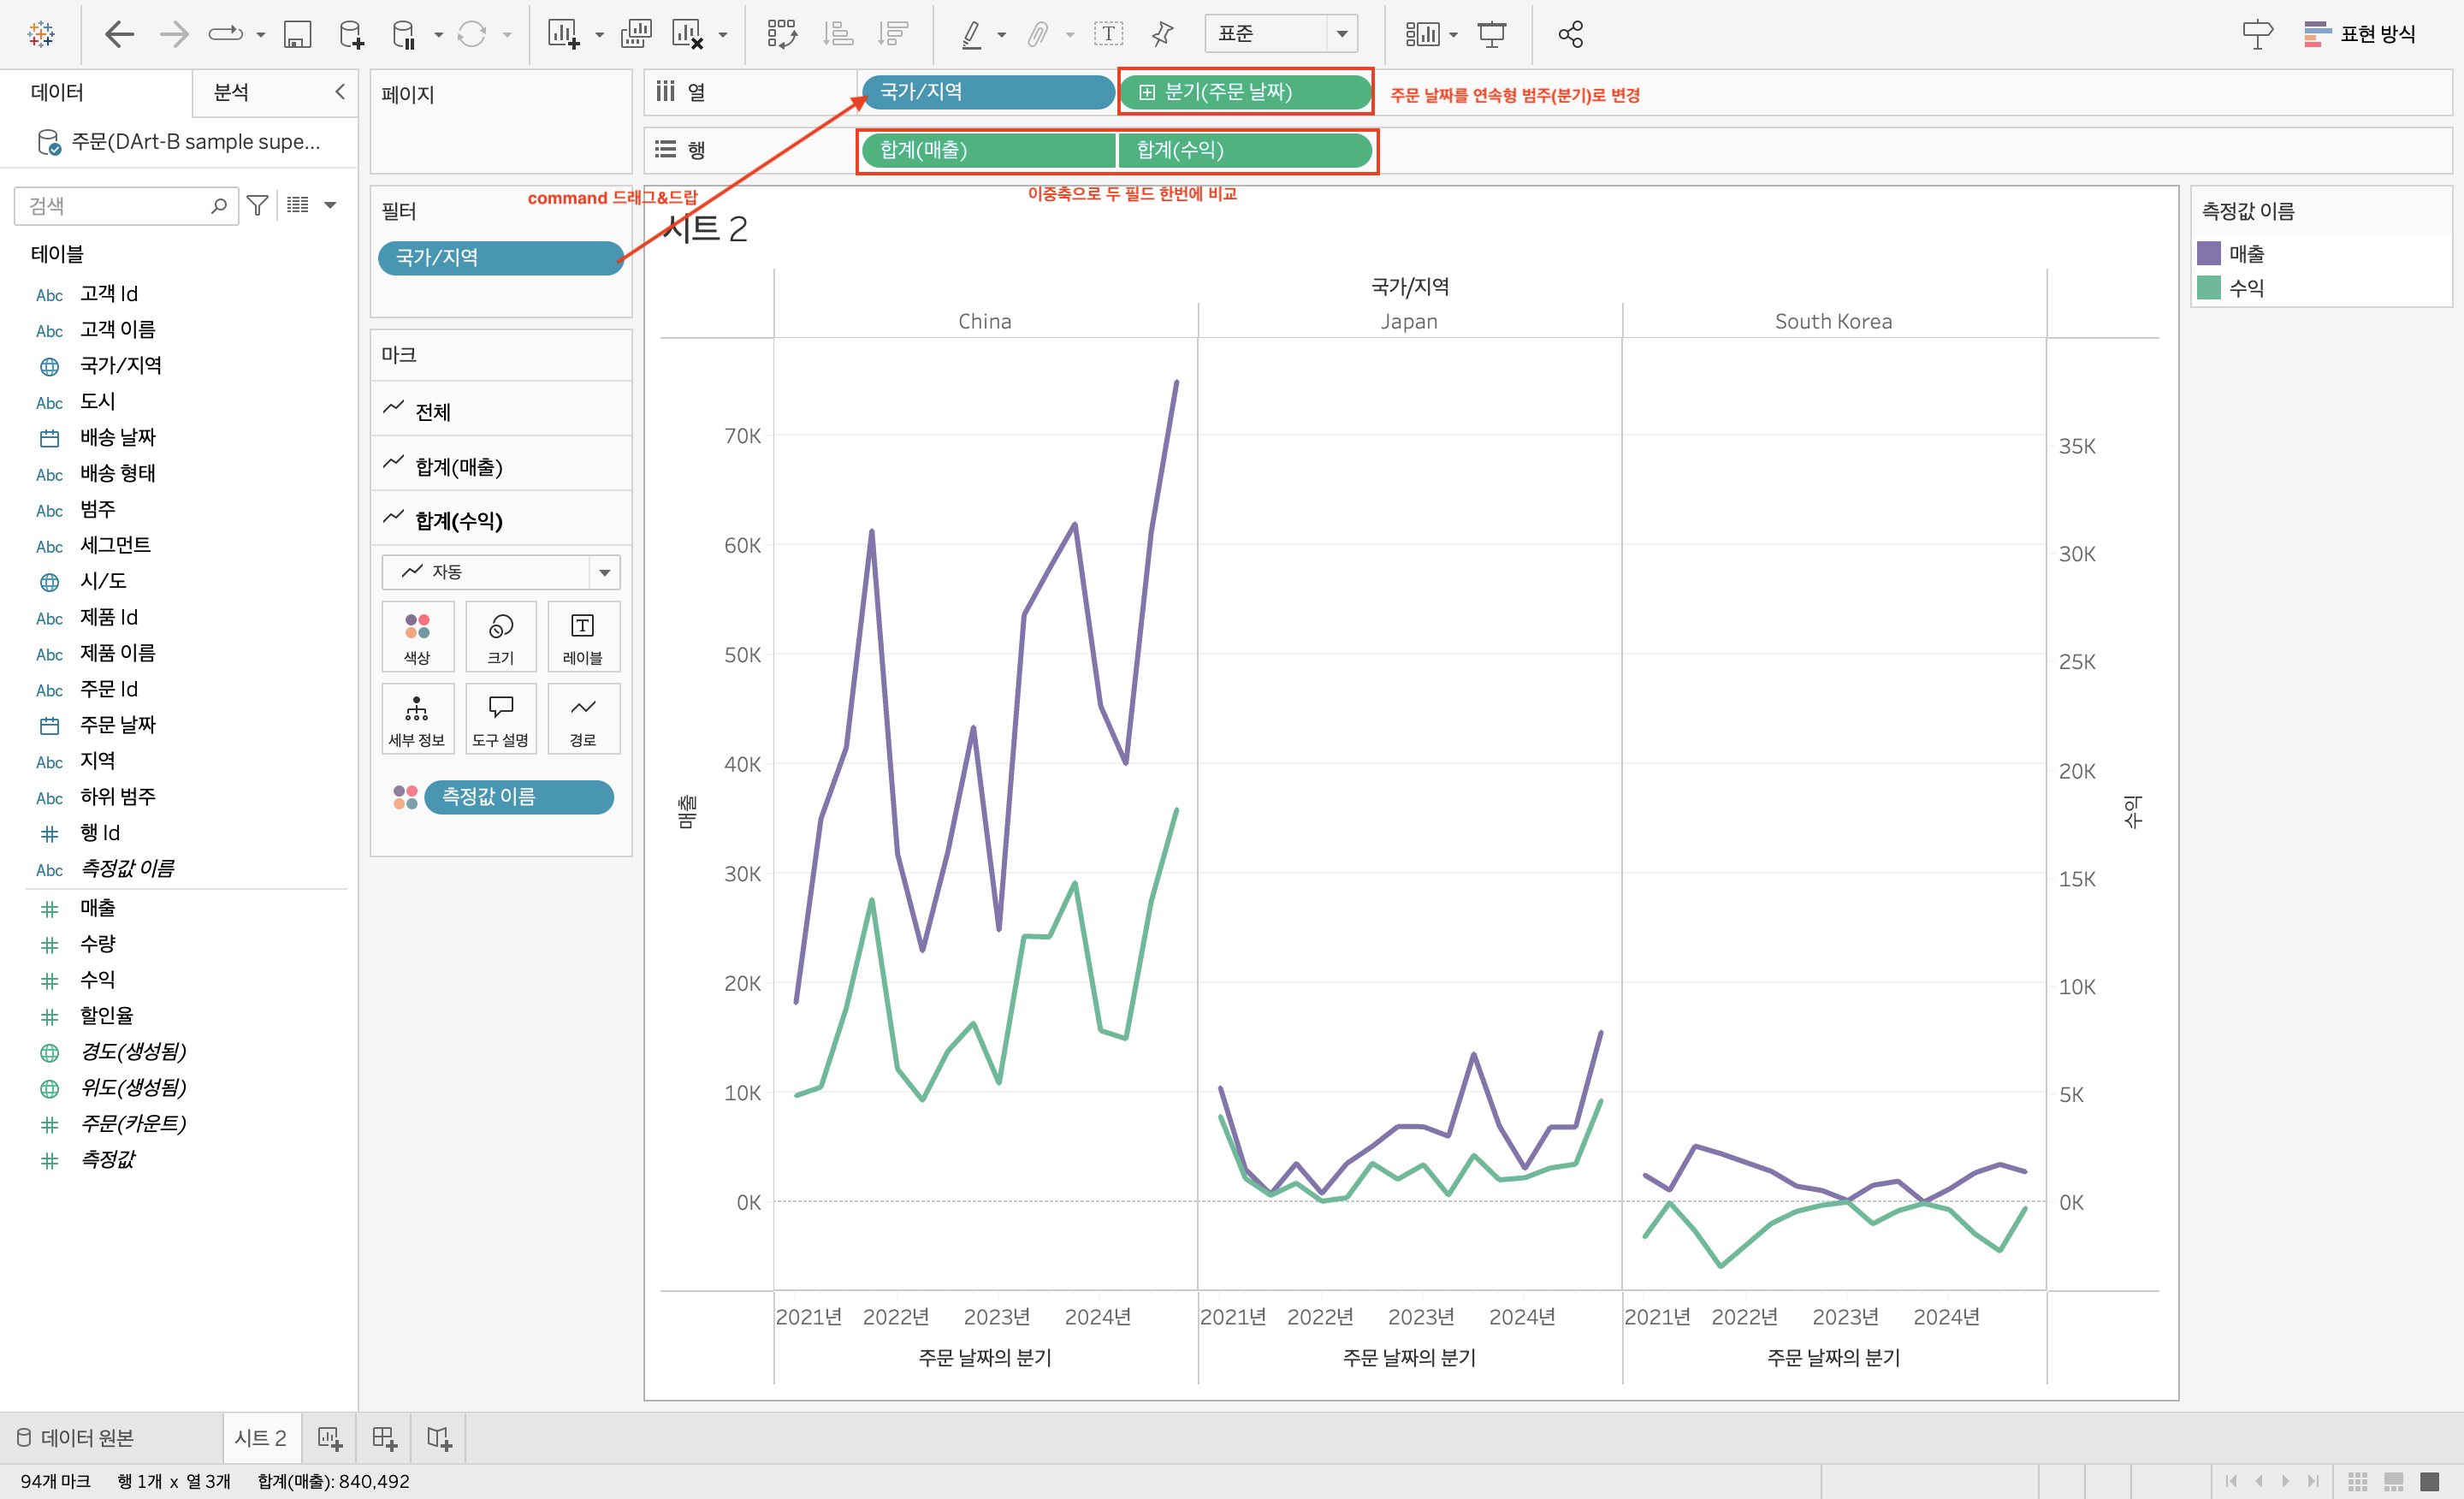 표준
표현 방식
데이터
분석
주문(DArt-B sample supe...
검색
테이블
Abc 고객 Id
Abc 고객 이름
국가/지역
Abc 도시
배송 날짜
Abc 배송 형태
Abc 범주
Abc 세그먼트
시/도
Abc 제품 Id
Abc 제품 이름
Abc 주문 Id
주문 날짜
Abc 지역
Abc 하위 범주
행 Id
Abc 측정값 이름
매출
수량
수익
할인율
경도(생성됨)
위도(생성됨)
주문(카운트)
측정값
페이지
필터
국가/지역
마크
전체
합계(매출)
합계(수익)
자동
색상 크기 레이블
세부 정보 도구 설명 경로
측정값 이름
열 국가/지역 분기(주문 날짜)
주문 날짜를 연속형 범주(분기)로 변경
행 합계(매출) 합계(수익)
command 드래그&드랍
이중축으로 두 필드 한번에 비교
시트 2
국가/지역
China Japan South Korea
매출
70K
60K
50K
40K
30K
20K
10K
0K
35K
30K
25K
20K
15K
10K
5K
0K
수익
2021년 2022년 2023년 2024년 2021년 2022년 2023년 2024년 2021년 2022년 2023년 2024년
주문 날짜의 분기 주문 날짜의 분기 주문 날짜의 분기
측정값 이름
매출
수익
데이터 원본 시트 2
94개 마크 행 1개 x 열 3개 합계(매출): 840,492